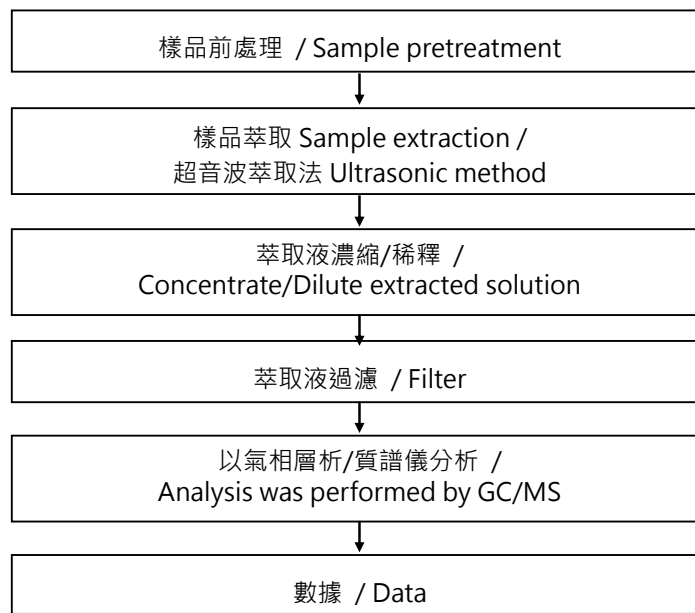 樣品前處理 / Sample pretreatment
樣品萃取 Sample extraction /
超音波萃取法 Ultrasonic method
萃取液濃縮/稀釋 /
Concentrate/Dilute extracted solution
萃取液過濾 / Filter
以氣相層析/質譜儀分析 /
Analysis was performed by GC/MS
數據 / Data